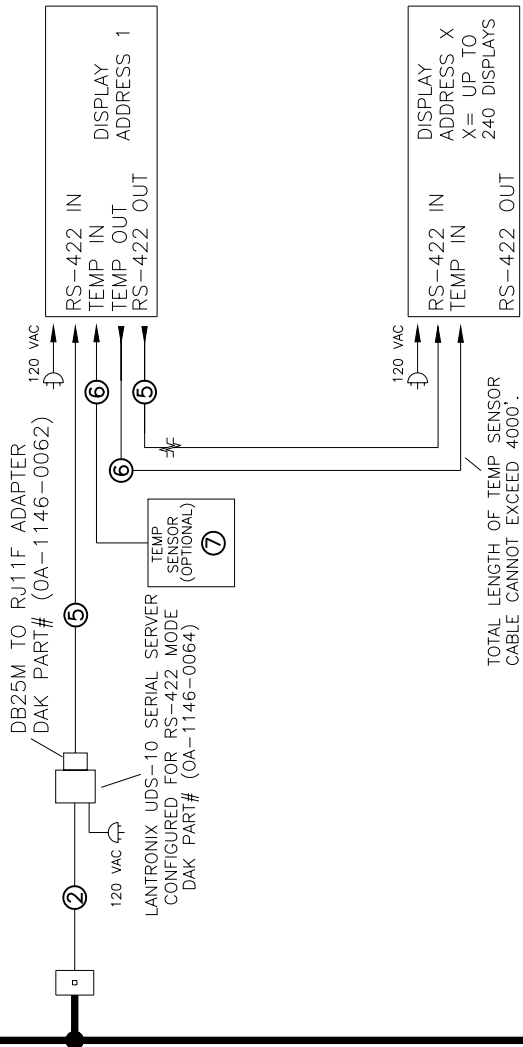 DB25M TO RJ11F ADAPTER
DAK PART# (0A-1146-0062)
120 VAC
RS-422 IN
TEMP IN
TEMP OUT
RS-422 OUT
DISPLAY
ADDRESS 1
2
5
6
6
5
120 VAC
LANTRONIX UDS-10 SERIAL SERVER
CONFIGURED FOR RS-422 MODE
DAK PART# (0A-1146-0064)
TEMP
SENSOR
(OPTIONAL)
7
120 VAC
RS-422 IN
TEMP IN
RS-422 OUT
DISPLAY
ADDRESS X
X= UP TO
240 DISPLAYS
TOTAL LENGTH OF TEMP SENSOR
CABLE CANNOT EXCEED 4000'.